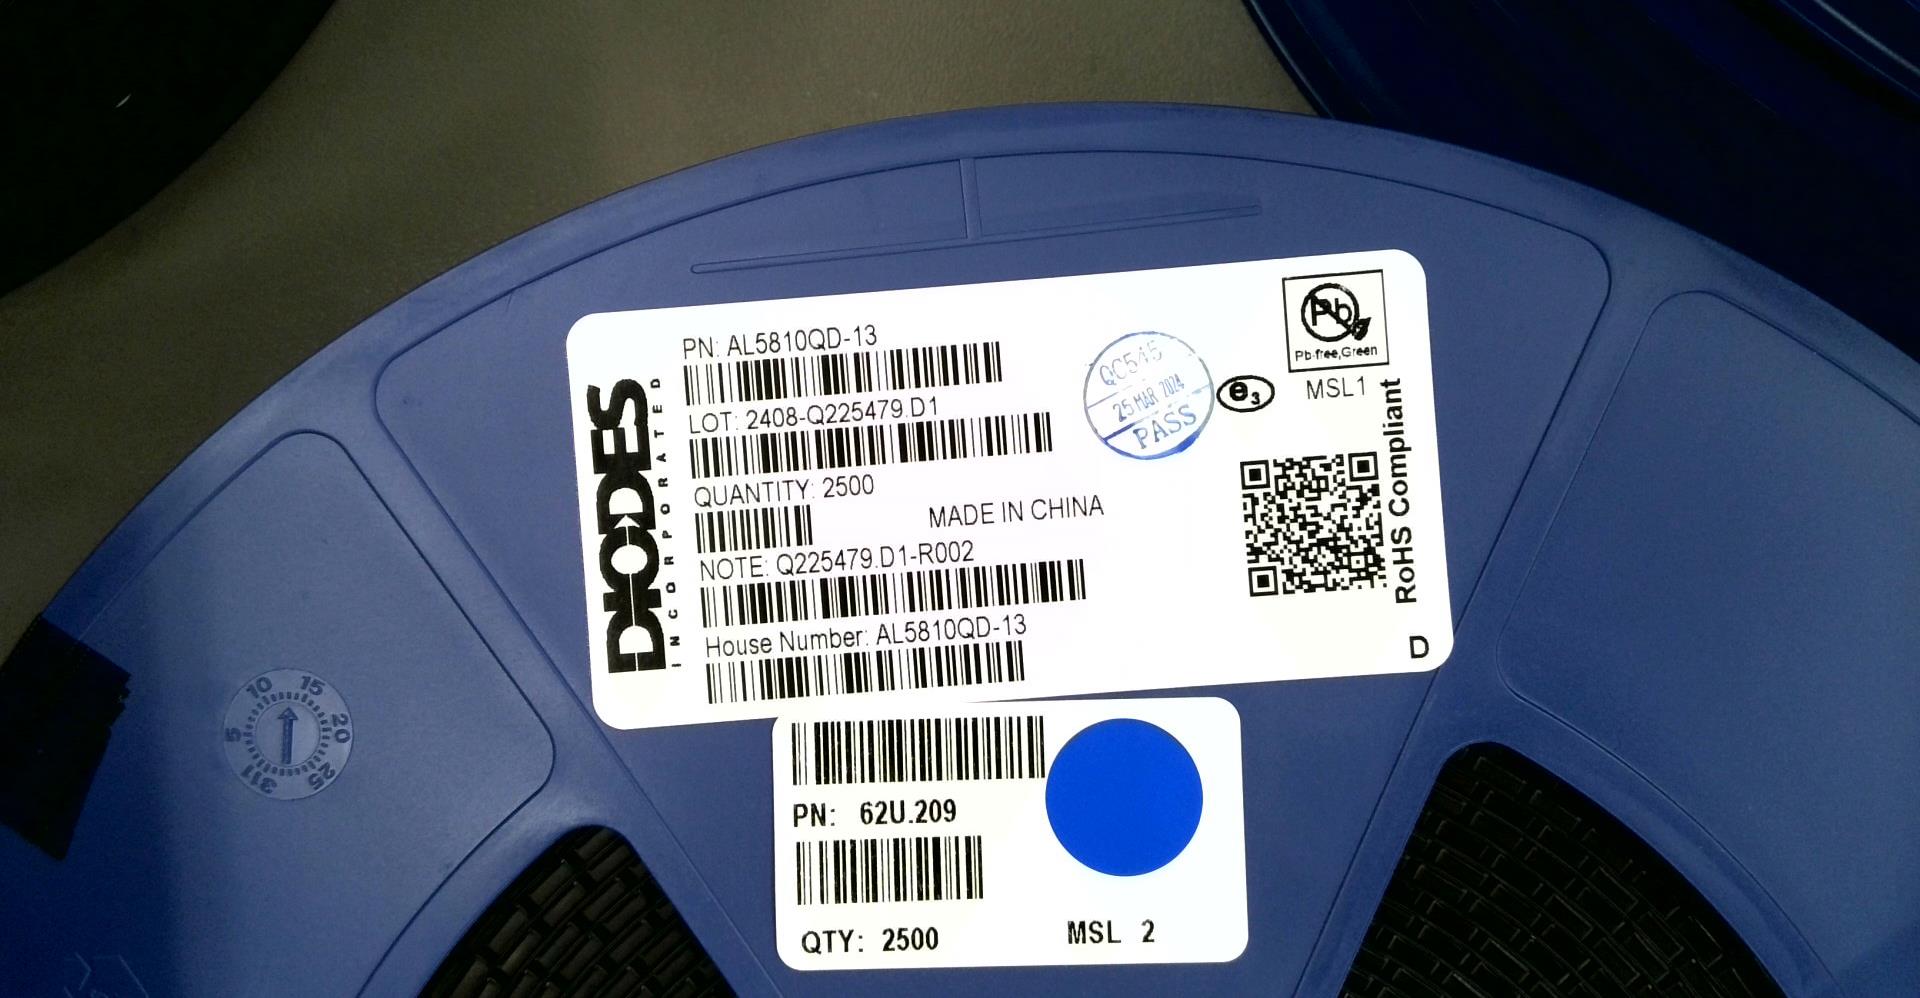 DIODES
INCORPORATED
PN: AL5810QD-13
LOT: 2408-Q225479.D1
QUANTITY: 2500
MADE IN CHINA
NOTE: Q225479.D1-R002
House Number: AL5810QD-13
QC545
25 MAR 2024
PASS
e3
Pb
Pb-free,Green
MSL1
RoHS Compliant
D
PN: 62U.209
QTY: 2500
MSL 2
5
10
15
20
25
311